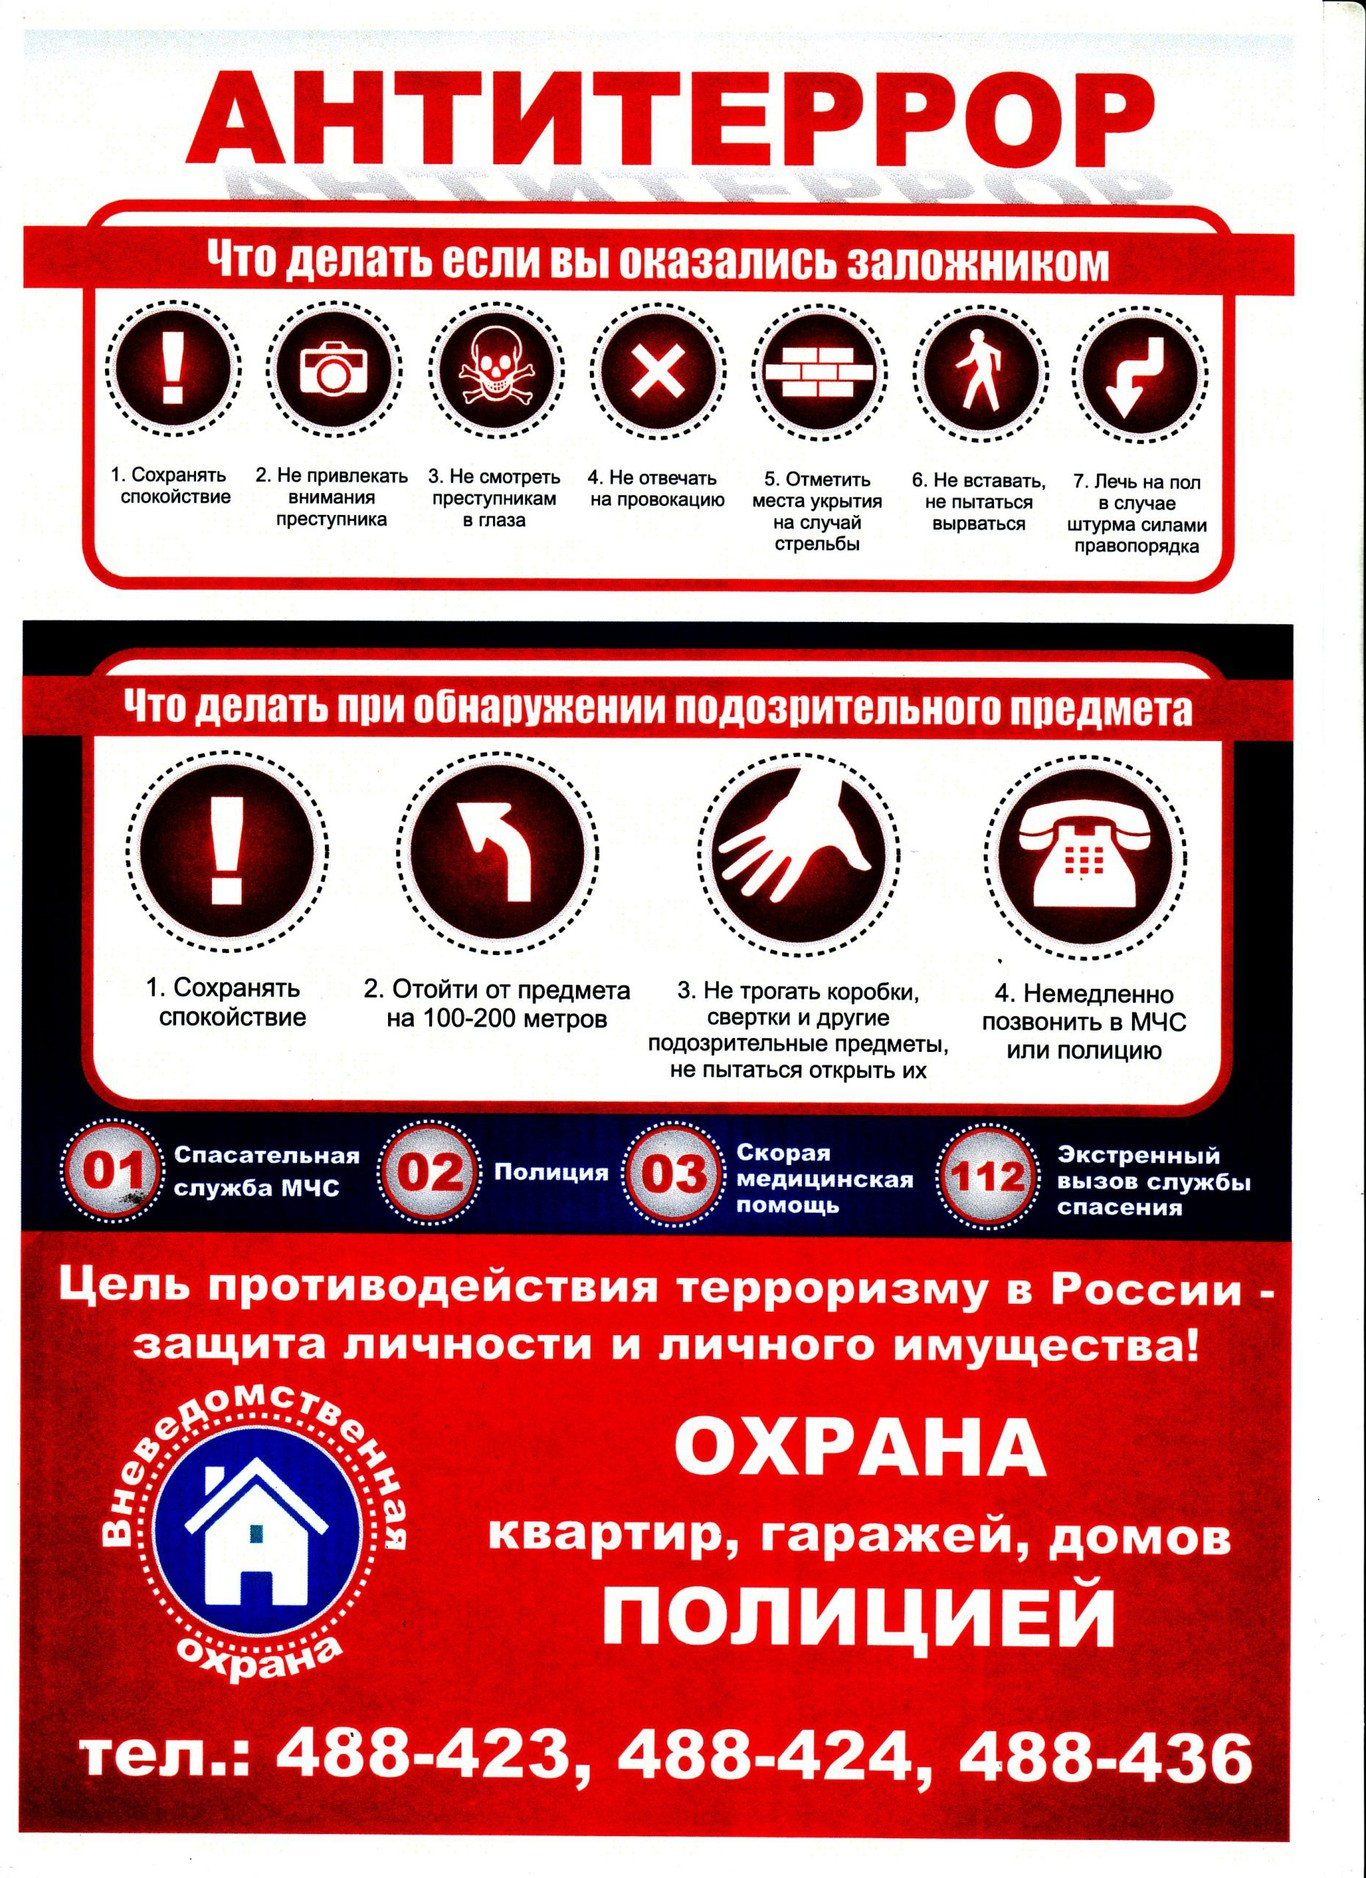 АНТИТЕРРОР
Что делать если вы оказались заложником
1. Сохранять
спокойствие
2. Не привлекать
внимания
преступника
3. Не смотреть
преступникам
в глаза
4. Не отвечать
на провокацию
5. Отметить
места укрытия
на случай
стрельбы
6. Не вставать,
не пытаться
вырваться
7. Лечь на пол
в случае
штурма силами
правопорядка
Что делать при обнаружении подозрительного предмета
1. Сохранять
спокойствие
2. Отойти от предмета
на 100-200 метров
3. Не трогать коробки,
свертки и другие
подозрительные предметы,
не пытаться открыть их
4. Немедленно
позвонить в МЧС
или полицию
01
Спасательная
служба МЧС
02
Полиция
03
Скорая
медицинская
помощь
112
Экстренный
вызов службы
спасения
Цель противодействия терроризму в России -
защита личности и личного имущества!
Вневедомственная
охрана
ОХРАНА
квартир, гаражей, домов
ПОЛИЦИЕЙ
тел.: 488-423, 488-424, 488-436